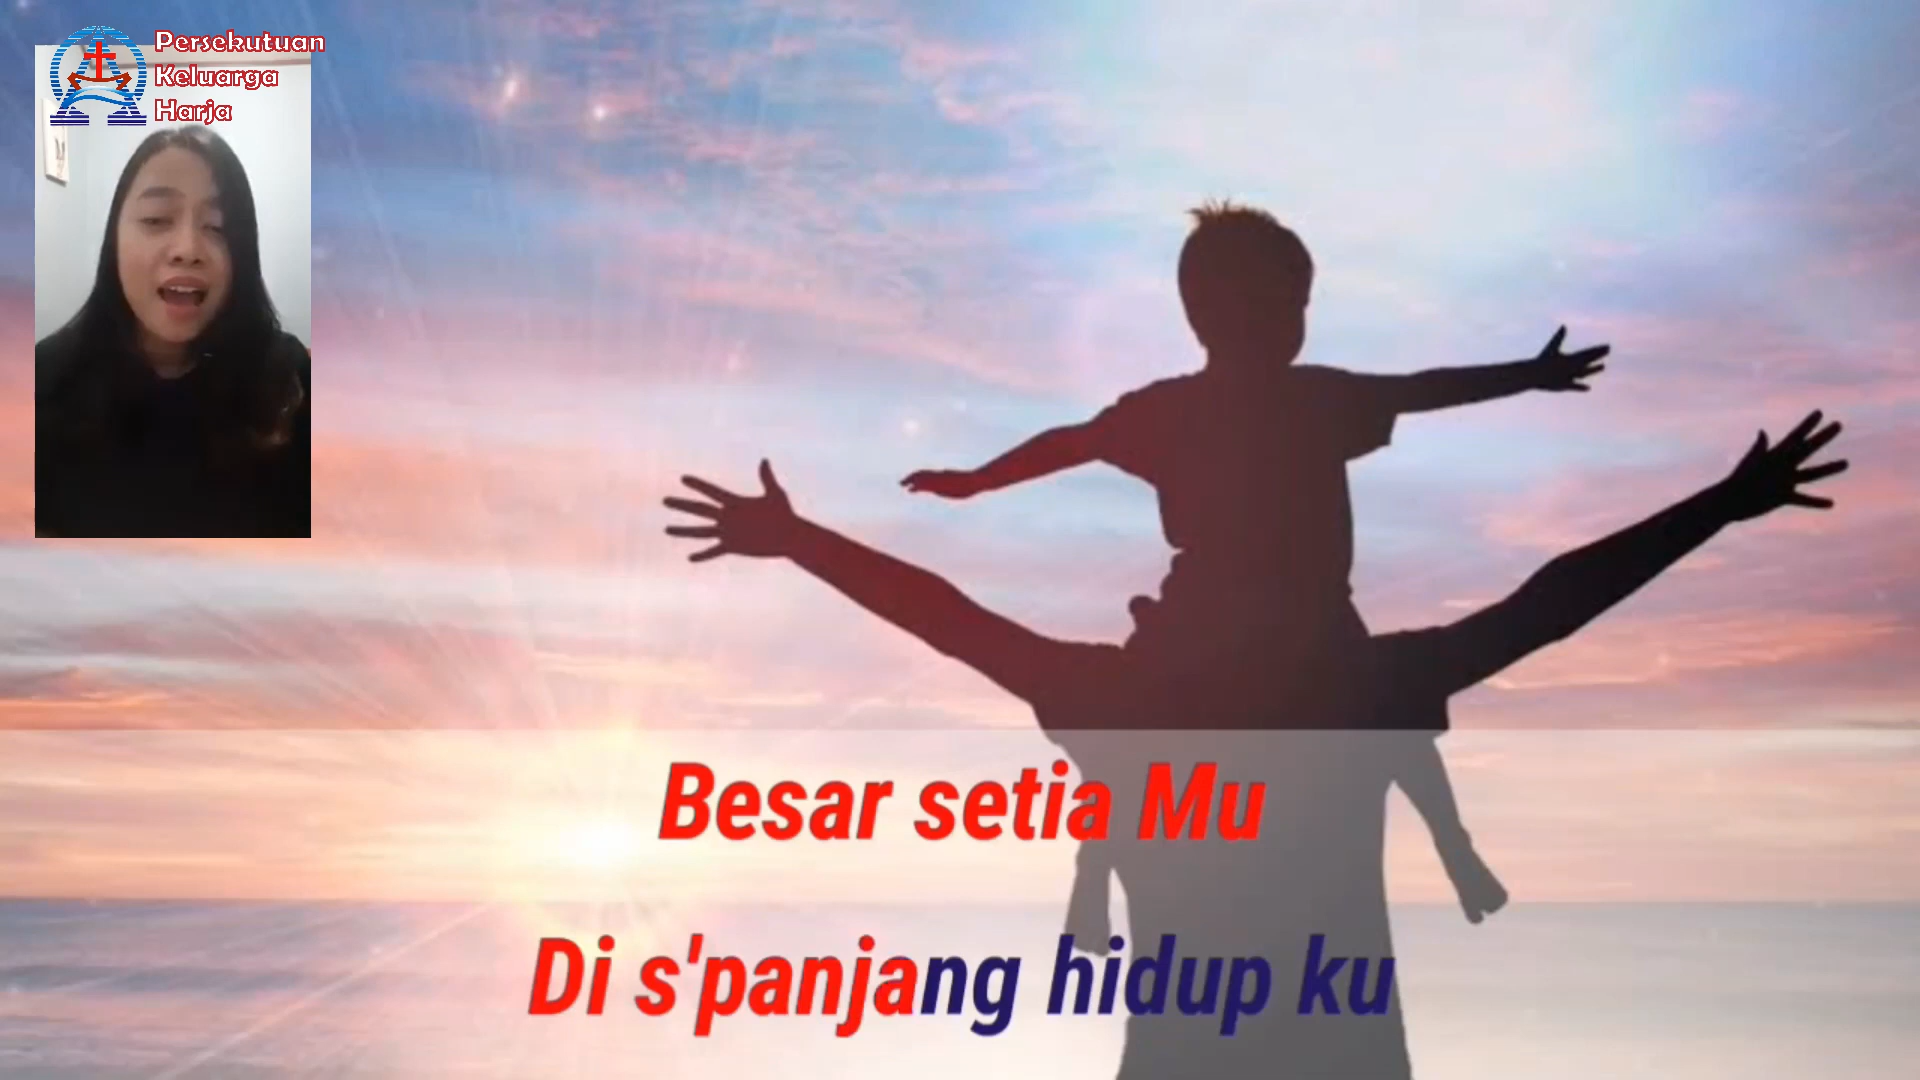 Persekutuan
Keluarga
Harja
Besar setia Mu
Di s'panjang hidup ku